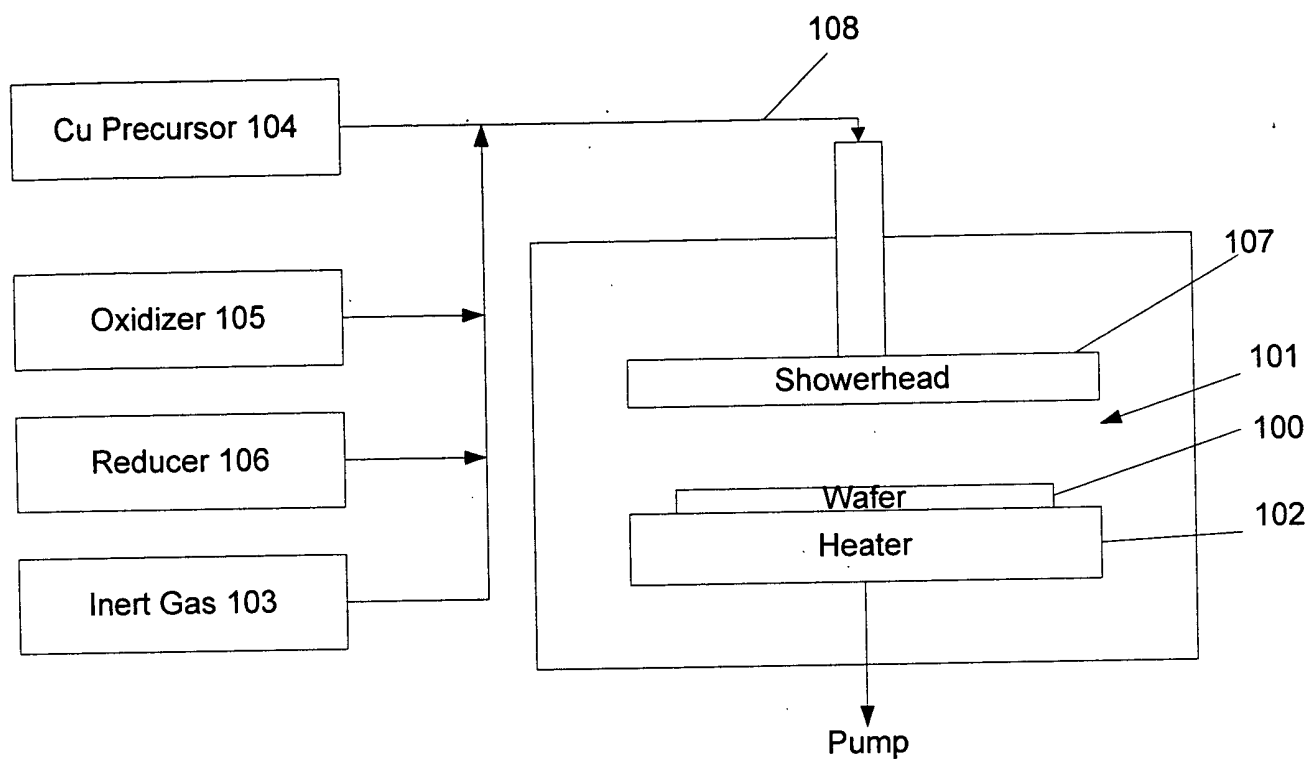 108
Cu Precursor 104
107
Oxidizer 105
Showerhead
101
100
Reducer 106
Wafer
102
Heater
Inert Gas 103
Pump